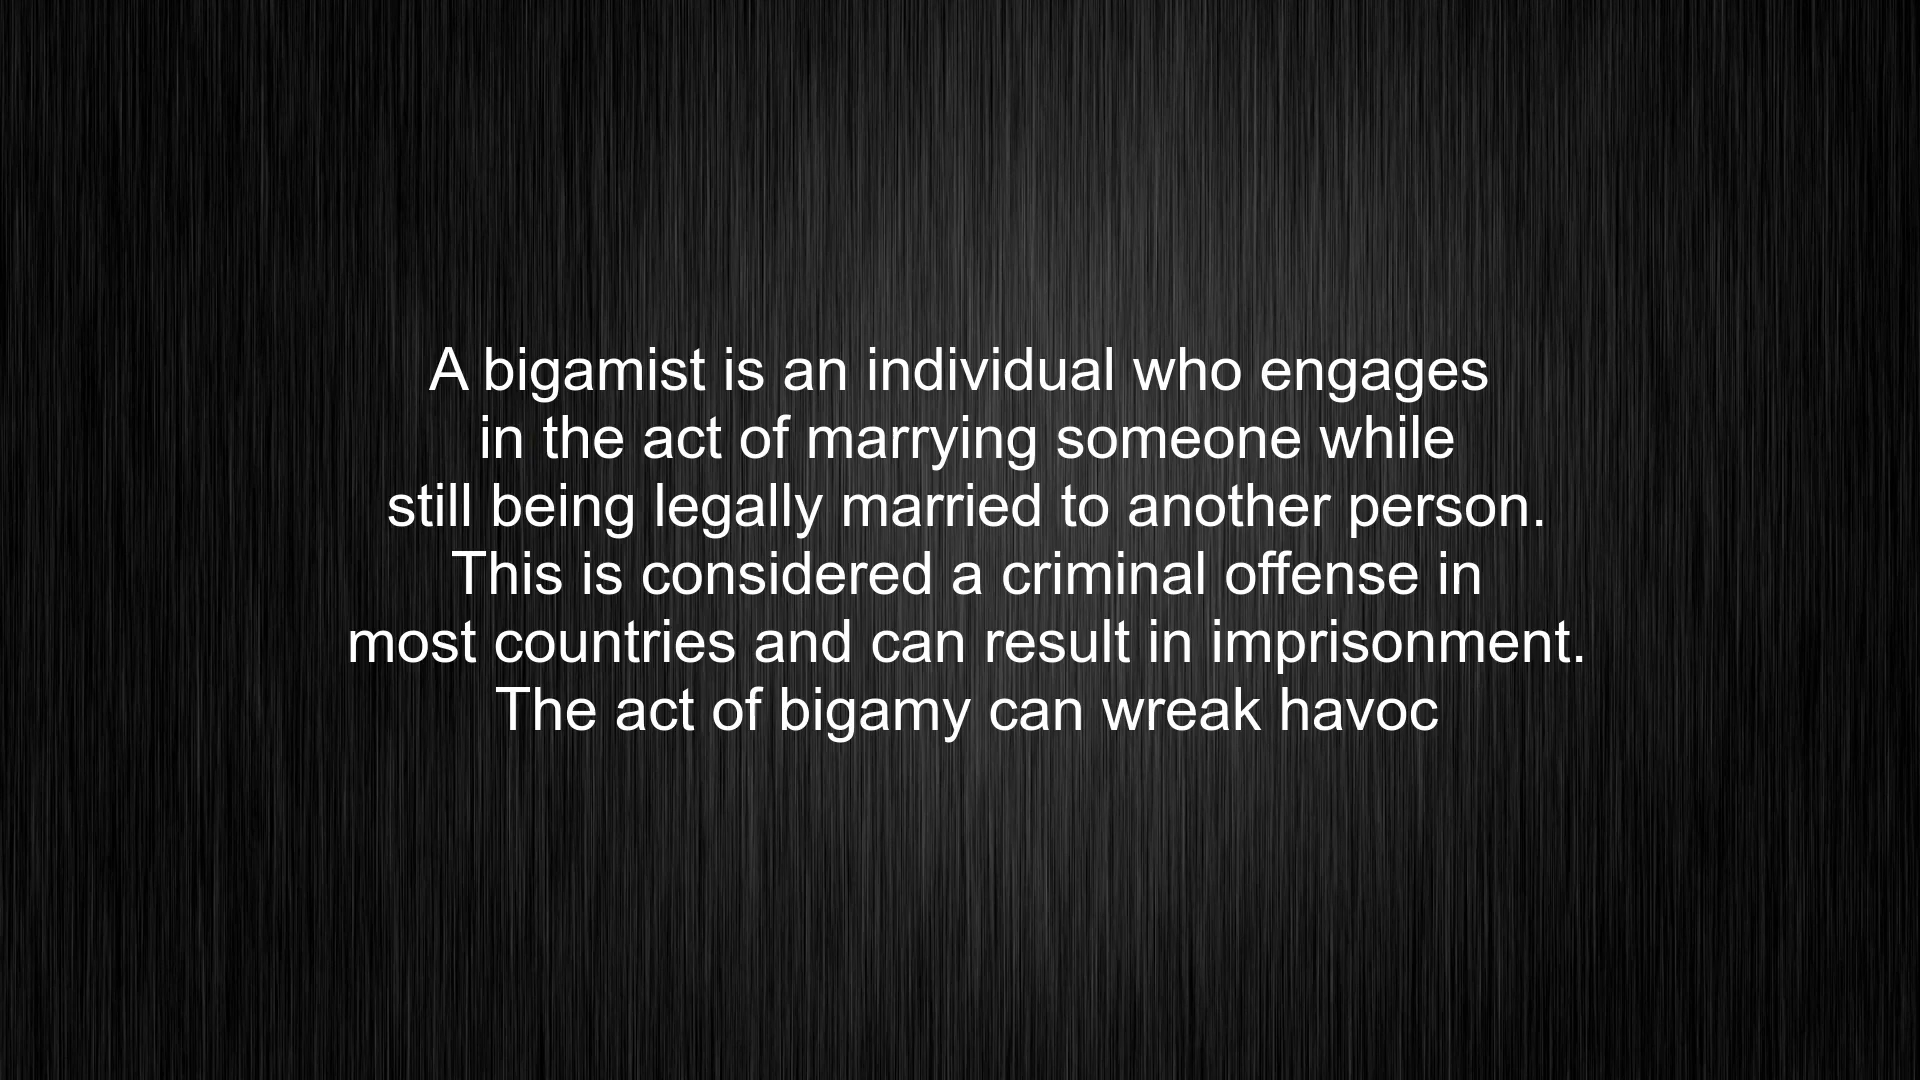 A bigamist is an individual who engages
in the act of marrying someone while
still being legally married to another person.
This is considered a criminal offense in
most countries and can result in imprisonment.
The act of bigamy can wreak havoc